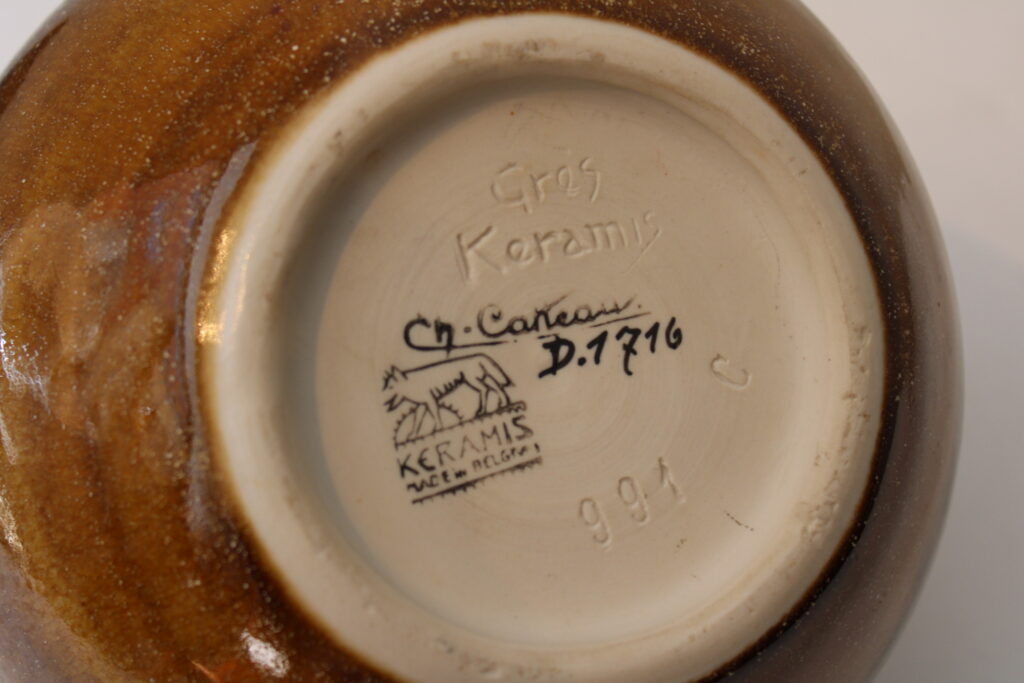 Grès
Keramis
Ch. Catteau.
D.1716
C
KERAMIS
MADE IN BELGIUM
991